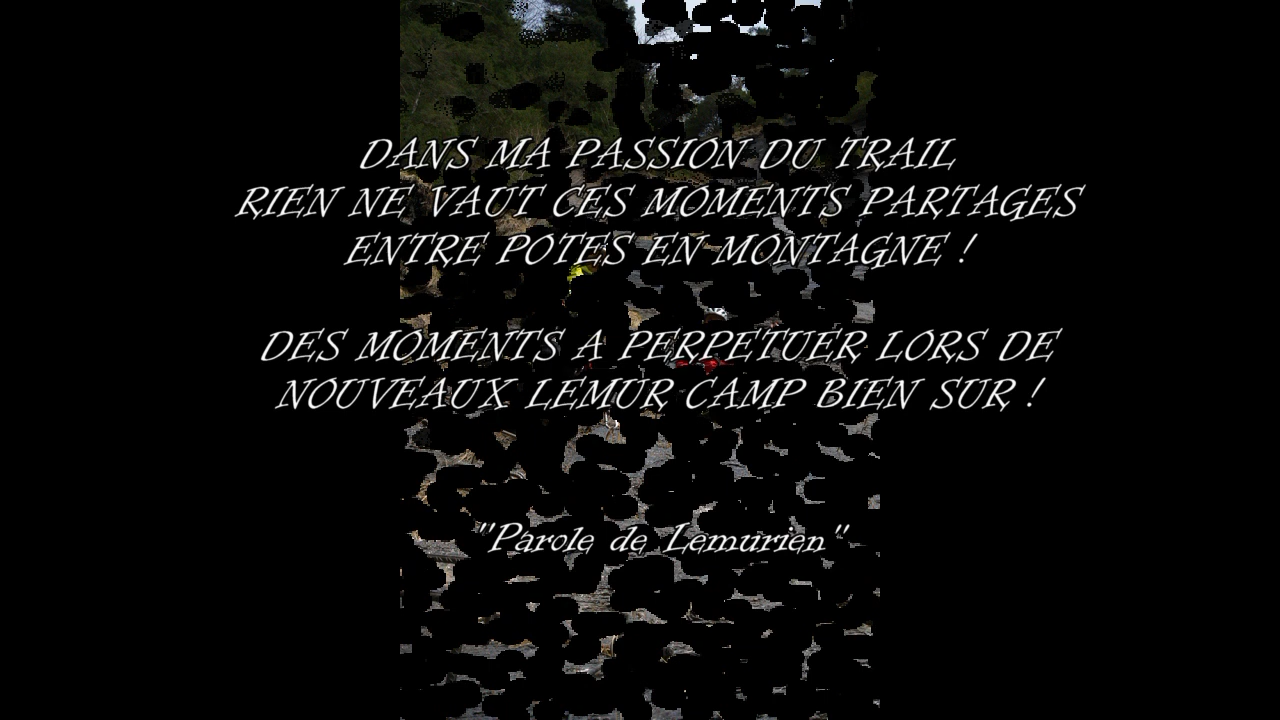 DANS MA PASSION DU TRAIL
RIEN NE VAUT CES MOMENTS PARTAGES
ENTRE POTES EN MONTAGNE !
DES MOMENTS A PERPETUER LORS DE
NOUVEAUX LEMUR CAMP BIEN SUR !
"Parole de Lemurien"